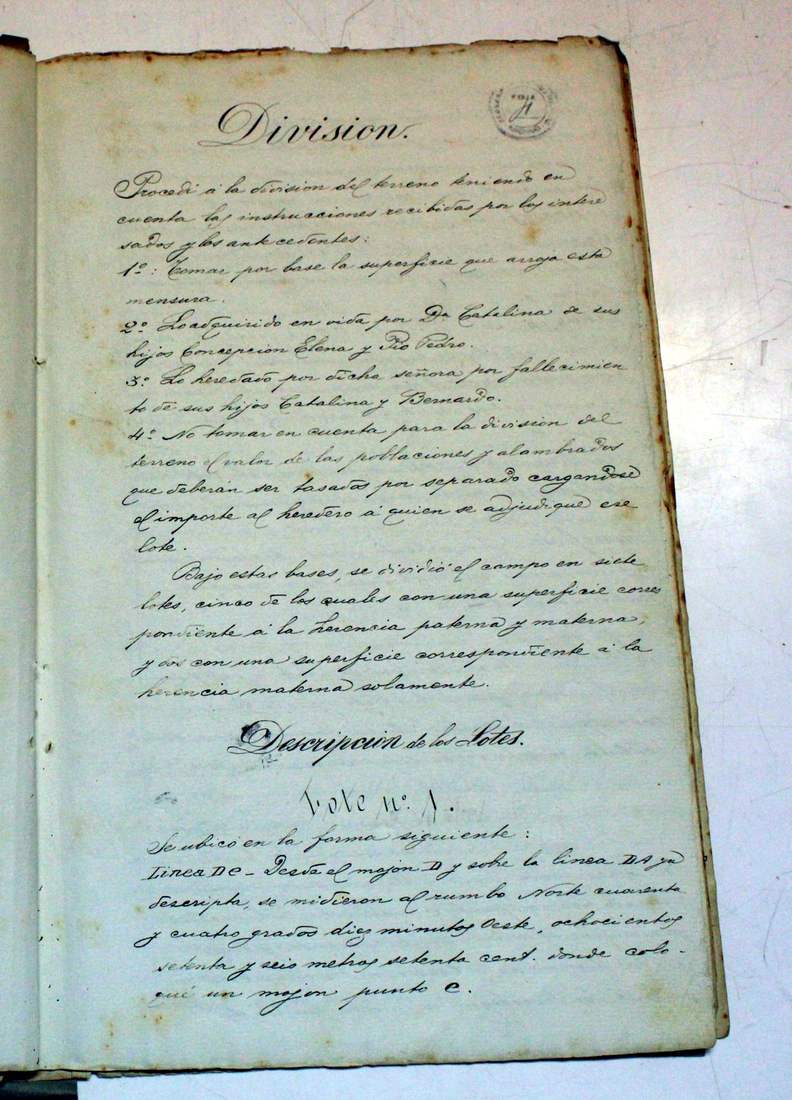 Division.
Procedi á la division del terreno teniendo en
cuenta las instrucciones recibidas por los intere
sados y los antecedentes:
1º: Tomar por base la superficie que arroja esta
mensura.
2º Lo adquirido en vida por Da Catalina de sus
hijos Concepcion Elena y Pio Pedro.
3º Lo heredado por dicha señora por fallecimien
to de sus hijos Catalina y Bernardo.
4º No tomar en cuenta para la division del
terreno el valor de las poblaciones y alambrados
que deberán ser tasados por separado cargandose
el importe al heredero á quien se adjudique ese
lote.
Bajo estas bases, se dividió el campo en siete
lotes, cinco de los cuales con una superficie corres
pondiente á la herencia paterna y materna,
y dos con una superficie correspondiente á la
herencia materna solamente.
Descripcion de los Lotes.
Lote nº 1.
Se ubicó en la forma siguiente:
Linea DC - Desde el mojon D y sobre la linea DA ya
descripta, se midieron al rumbo Norte cuarenta
y cuatro grados diez minutos Oeste, ochocientos
setenta y seis metros setenta cent. donde colo-
qué un mojon punto C.